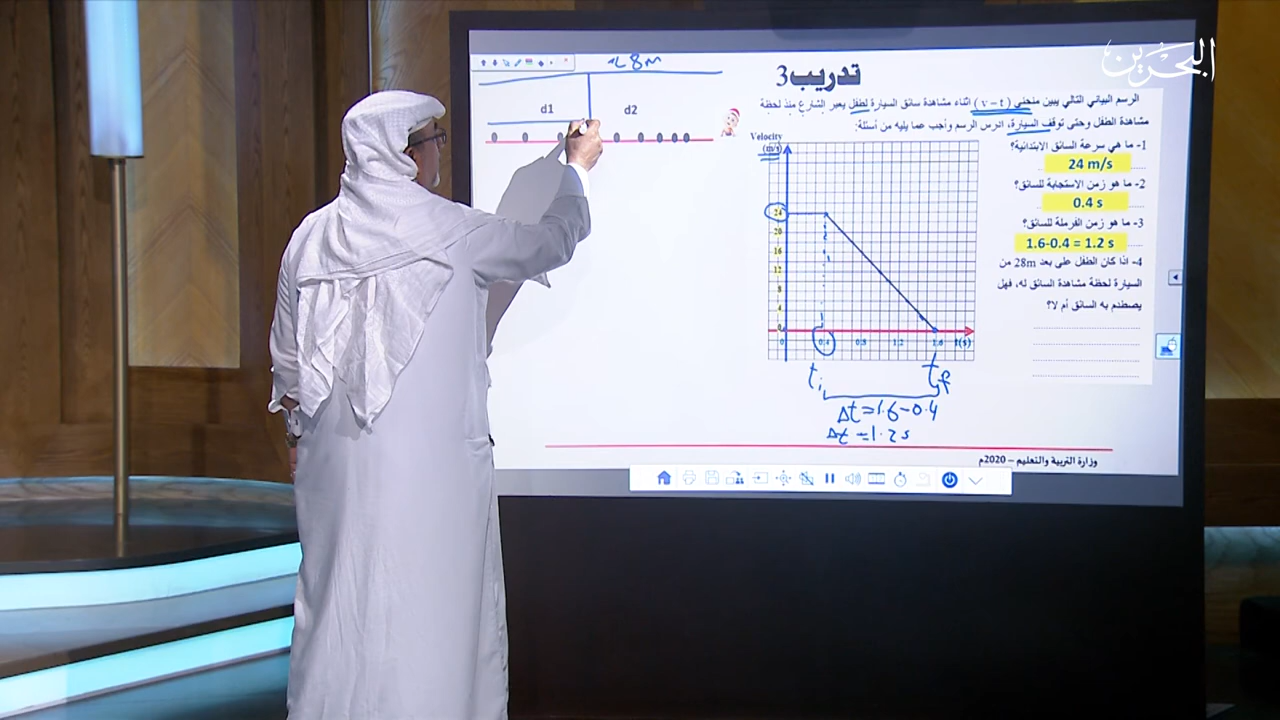 البحرين
تدريب3
الرسم البياني التالي يبين منحنى (v – t) أثناء مشاهدة سائق السيارة لطفل يعبر الشارع منذ لحظة
مشاهدة الطفل وحتى توقف السيارة، ادرس الرسم وأجب عما يليه من أسئلة:
1- ما هي سرعة السائق الابتدائية؟
24 m/s
2- ما هو زمن الاستجابة للسائق؟
0.4 s
3- ما هو زمن الفرملة للسائق؟
1.6-0.4 = 1.2 s
4- اذا كان الطفل على بعد 28m من
السيارة لحظة مشاهدة السائق له، فهل
يصطدم به السائق أم لا؟
28m
d1 d2
Velocity
(m/s)
24
20
16
12
8
4
0
0 0.4 0.8 1.2 1.6 t(s)
ti tf
Δt=1.6-0.4
Δt=1.2s
وزارة التربية والتعليم – 2020م